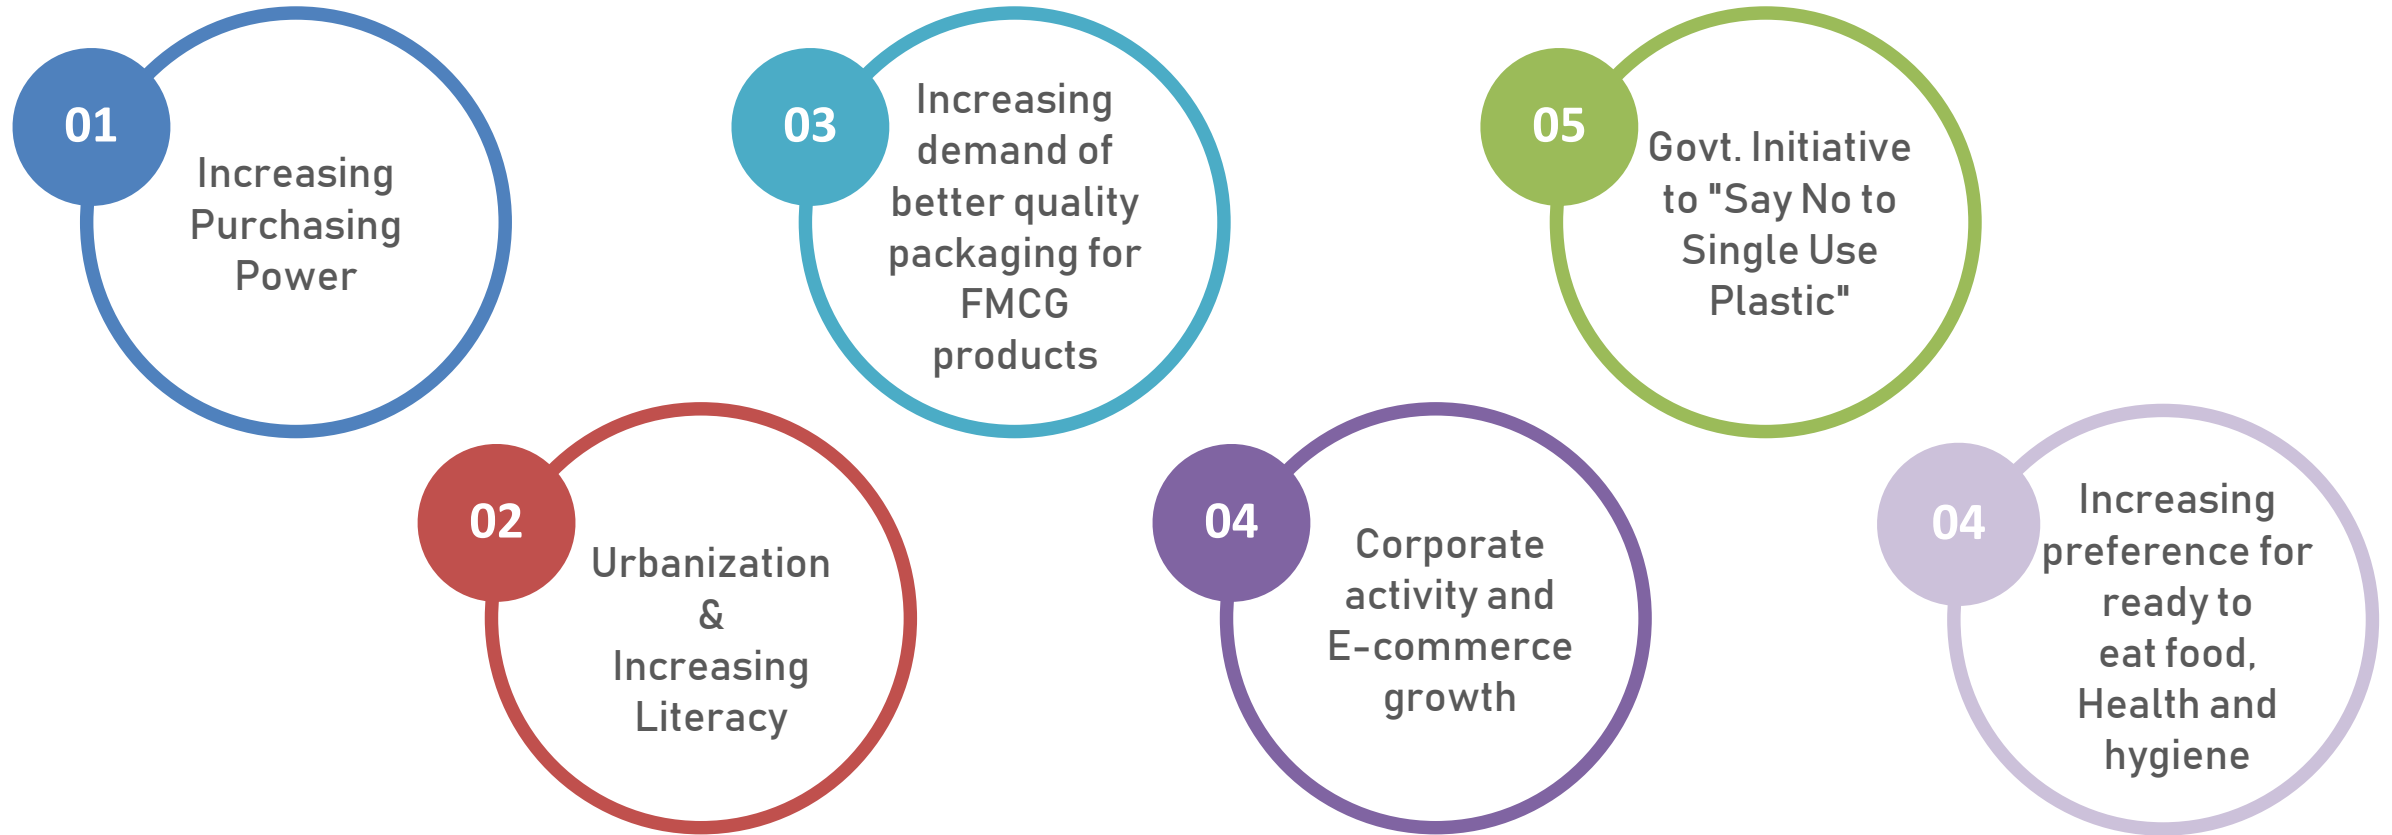 01
Increasing
Purchasing
Power
02
Urbanization
&
Increasing
Literacy
03
Increasing
demand of
better quality
packaging for
FMCG
products
04
Corporate
activity and
E-commerce
growth
05
Govt. Initiative
to "Say No to
Single Use
Plastic"
04
Increasing
preference for
ready to
eat food,
Health and
hygiene